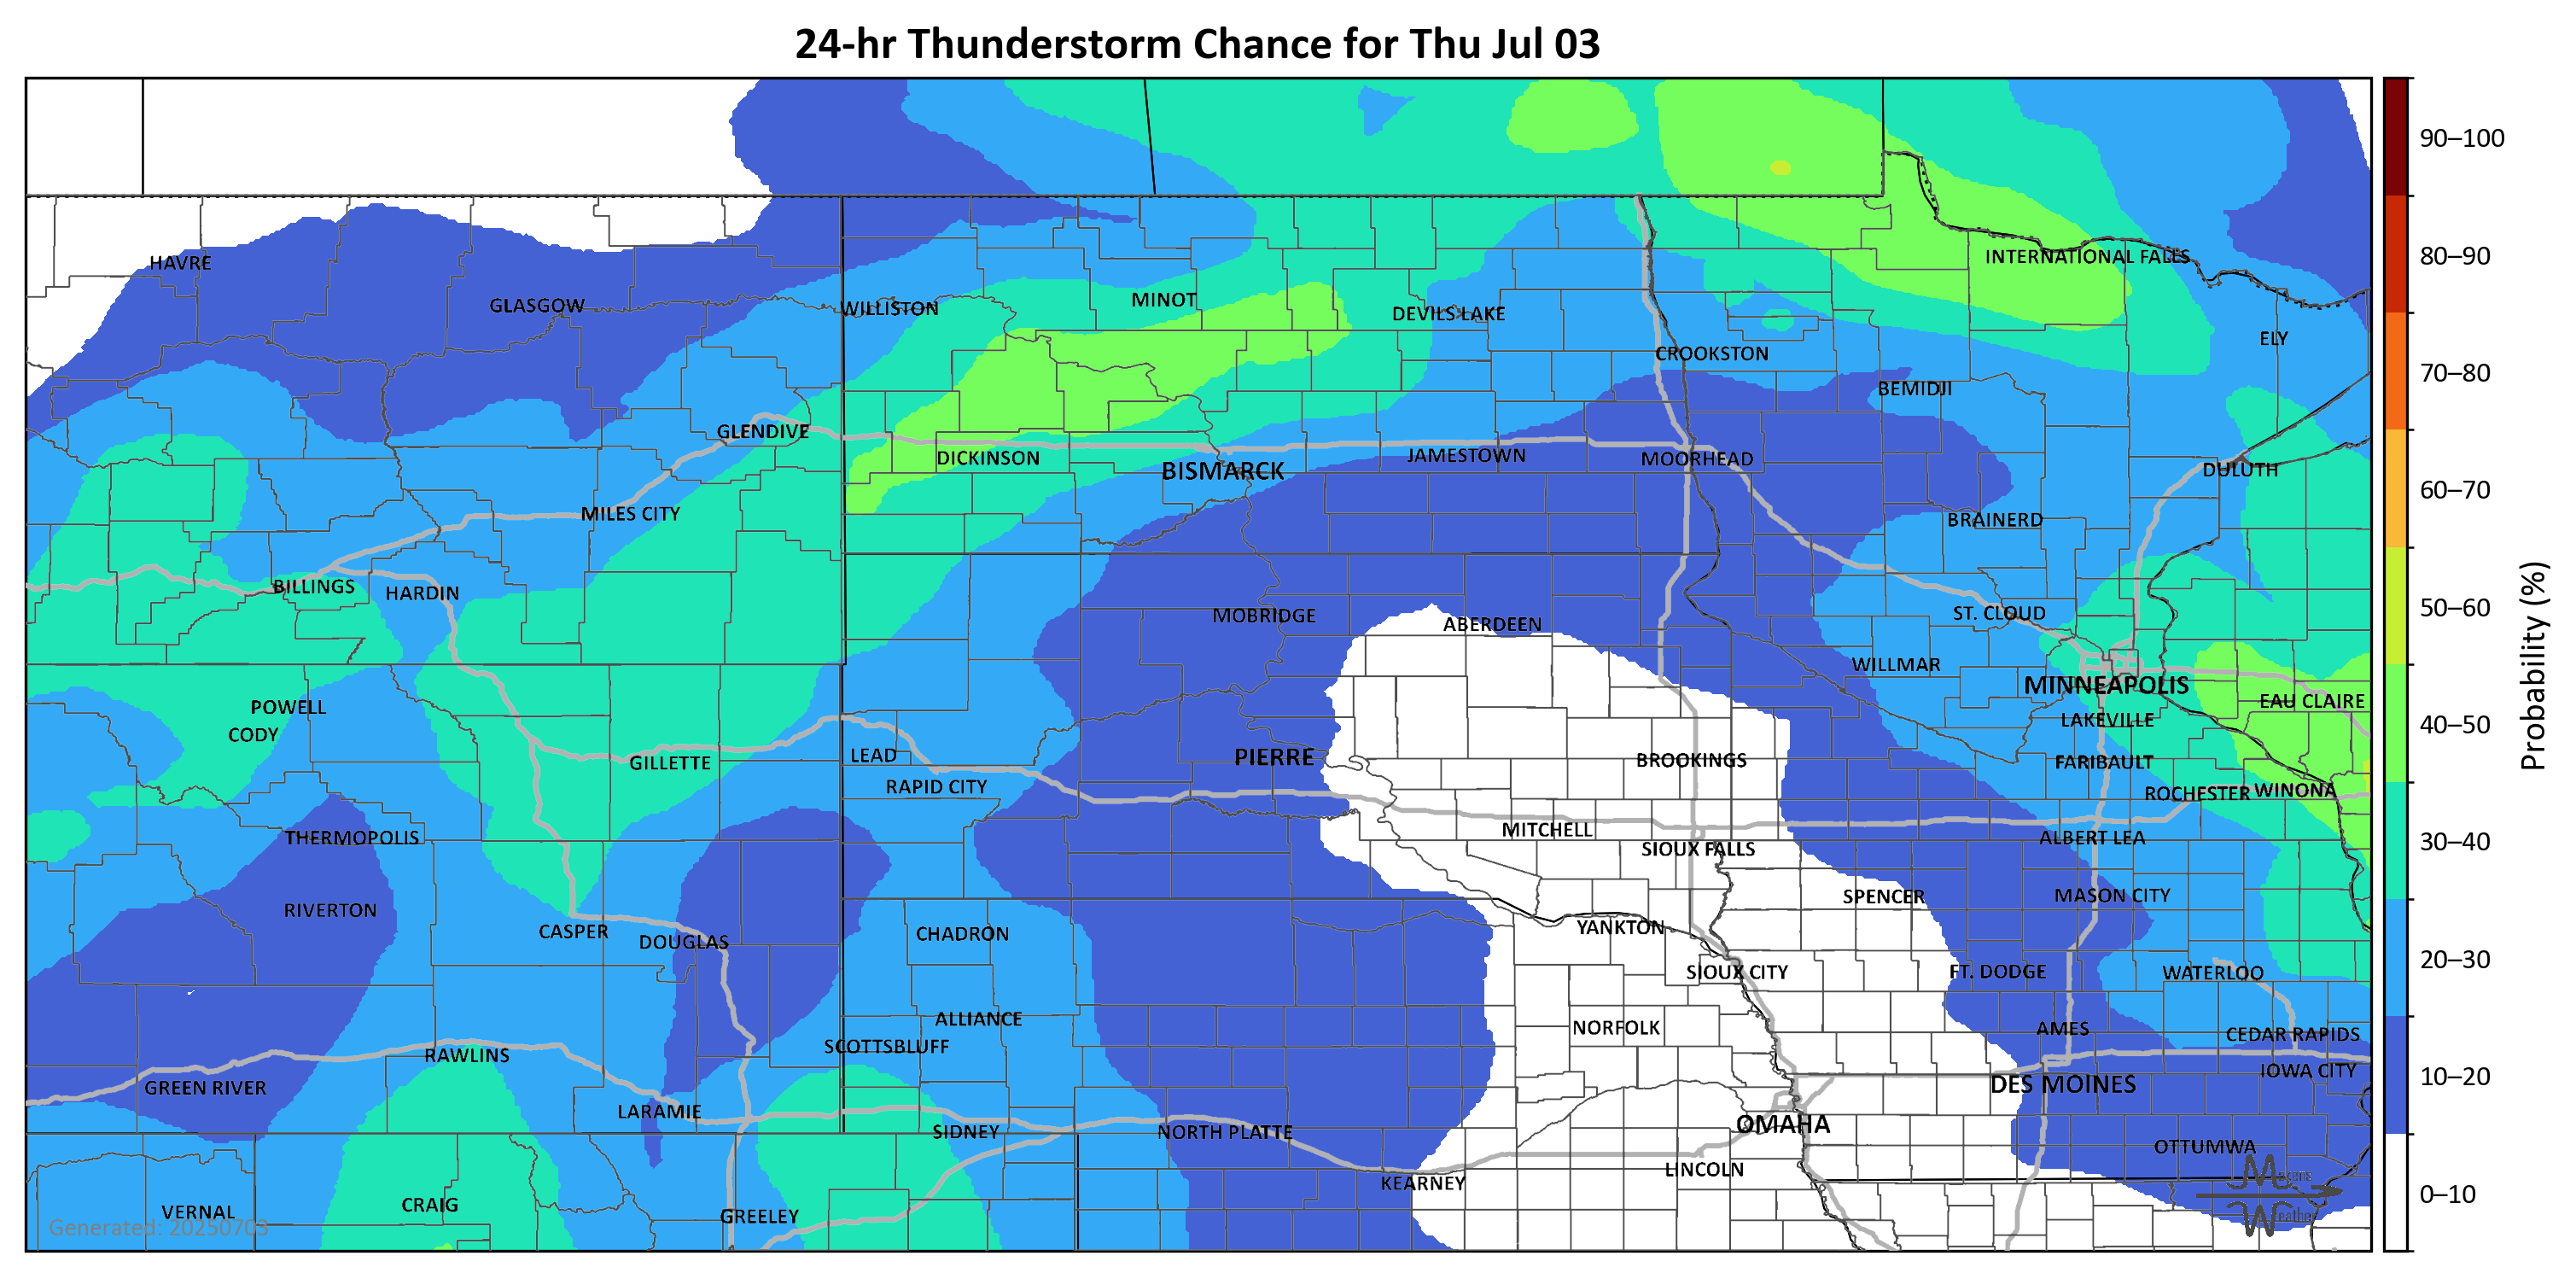 24-hr Thunderstorm Chance for Thu Jul 03
90–100
80–90
70–80
60–70
50–60
40–50
30–40
20–30
10–20
0–10
Probability (%)
HAVRE
GLASGOW
WILLISTON
MINOT
DEVILS LAKE
INTERNATIONAL FALLS
ELY
CROOKSTON
BEMIDJI
GLENDIVE
DICKINSON
BISMARCK
JAMESTOWN
MOORHEAD
DULUTH
MILES CITY
BRAINERD
BILLINGS
HARDIN
MOBRIDGE
ABERDEEN
ST. CLOUD
WILLMAR
MINNEAPOLIS
EAU CLAIRE
POWELL
CODY
LAKEVILLE
GILLETTE
LEAD
PIERRE
BROOKINGS
FARIBAULT
RAPID CITY
ROCHESTER
WINONA
THERMOPOLIS
MITCHELL
ALBERT LEA
SIOUX FALLS
RIVERTON
SPENCER
MASON CITY
CASPER
DOUGLAS
CHADRON
YANKTON
SIOUX CITY
FT. DODGE
WATERLOO
ALLIANCE
NORFOLK
AMES
CEDAR RAPIDS
SCOTTSBLUFF
RAWLINS
IOWA CITY
GREEN RIVER
DES MOINES
LARAMIE
OMAHA
SIDNEY
NORTH PLATTE
OTTUMWA
LINCOLN
KEARNEY
Makens
Weather
VERNAL
CRAIG
GREELEY
Generated: 20250703